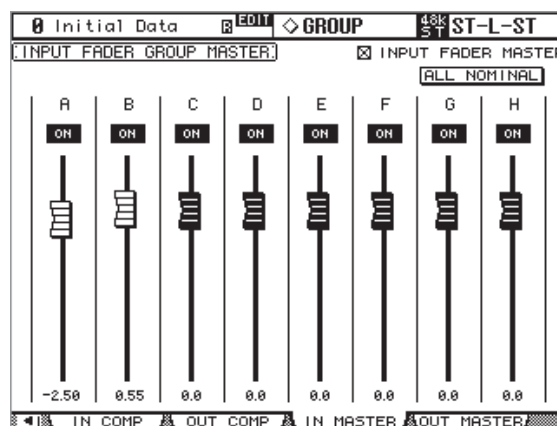 0 Initial Data R EDIT GROUP 48K ST ST-L-ST
INPUT FADER GROUP MASTER INPUT FADER MASTER
ALL NOMINAL
A B C D E F G H
ON ON ON ON ON ON ON ON
-2.50 0.55 0.0 0.0 0.0 0.0 0.0 0.0
IN COMP OUT COMP IN MASTER OUT MASTER